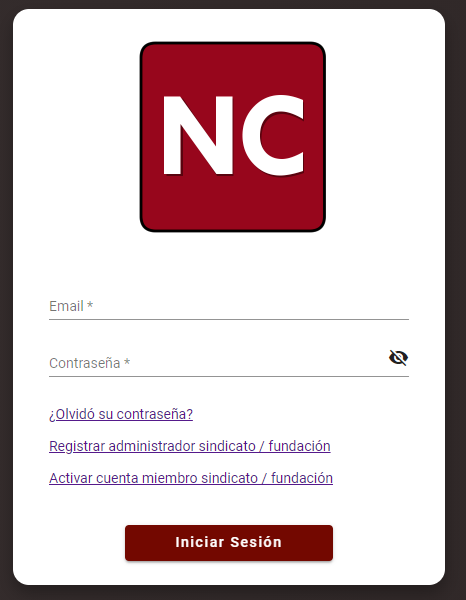 NC
Email *
Contraseña *
¿Olvidó su contraseña?
Registrar administrador sindicato / fundación
Activar cuenta miembro sindicato / fundación
Iniciar Sesión